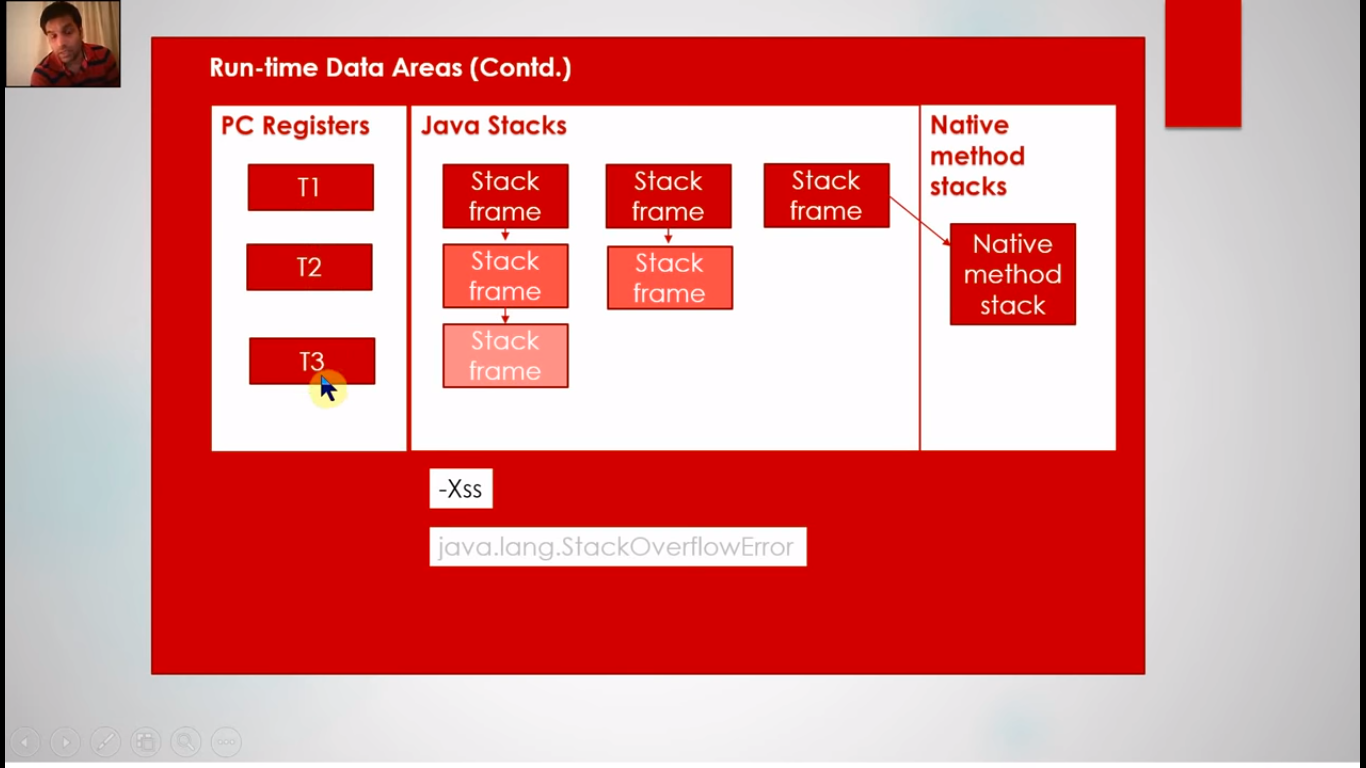 Run-time Data Areas (Contd.)
PC Registers
T1
T2
T3
Java Stacks
Stack
frame
Stack
frame
Stack
frame
Stack
frame
Stack
frame
Stack
frame
Native
method
stacks
Native
method
stack
-Xss
java.lang.StackOverflowError